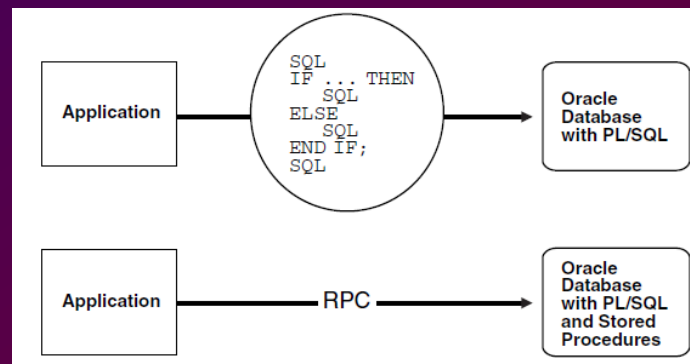 Application
SQL
IF ... THEN
SQL
ELSE
SQL
END IF;
SQL
Oracle
Database
with PL/SQL
Application
RPC
Oracle
Database
with PL/SQL
and Stored
Procedures